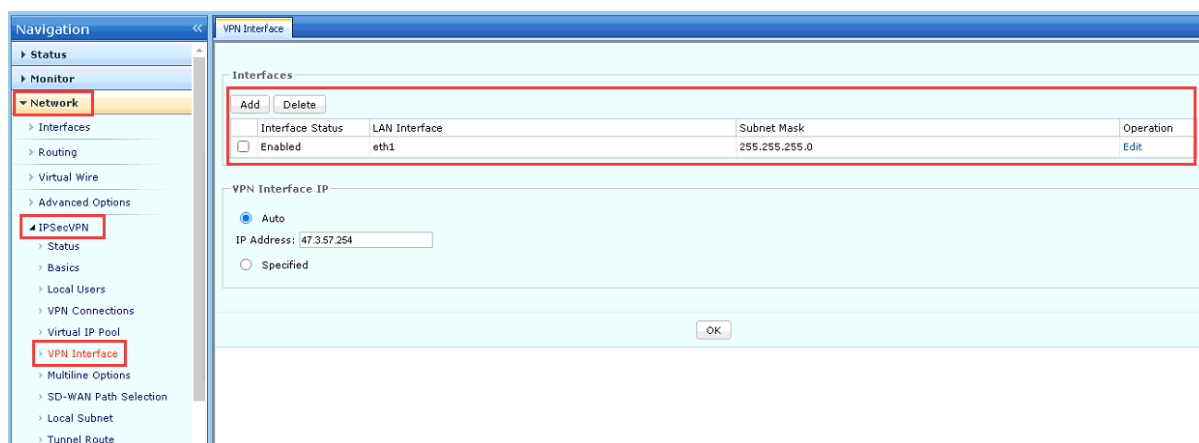 Navigation
VPN Interface
Status
Monitor
Network
Interfaces
Routing
Virtual Wire
Advanced Options
IPSecVPN
Status
Basics
Local Users
VPN Connections
Virtual IP Pool
VPN Interface
Multiline Options
SD-WAN Path Selection
Local Subnet
Tunnel Route
Interfaces
Add Delete
Interface Status LAN Interface Subnet Mask Operation
Enabled eth1 255.255.255.0 Edit
VPN Interface IP
Auto
IP Address: 47.3.57.254
Specified
OK